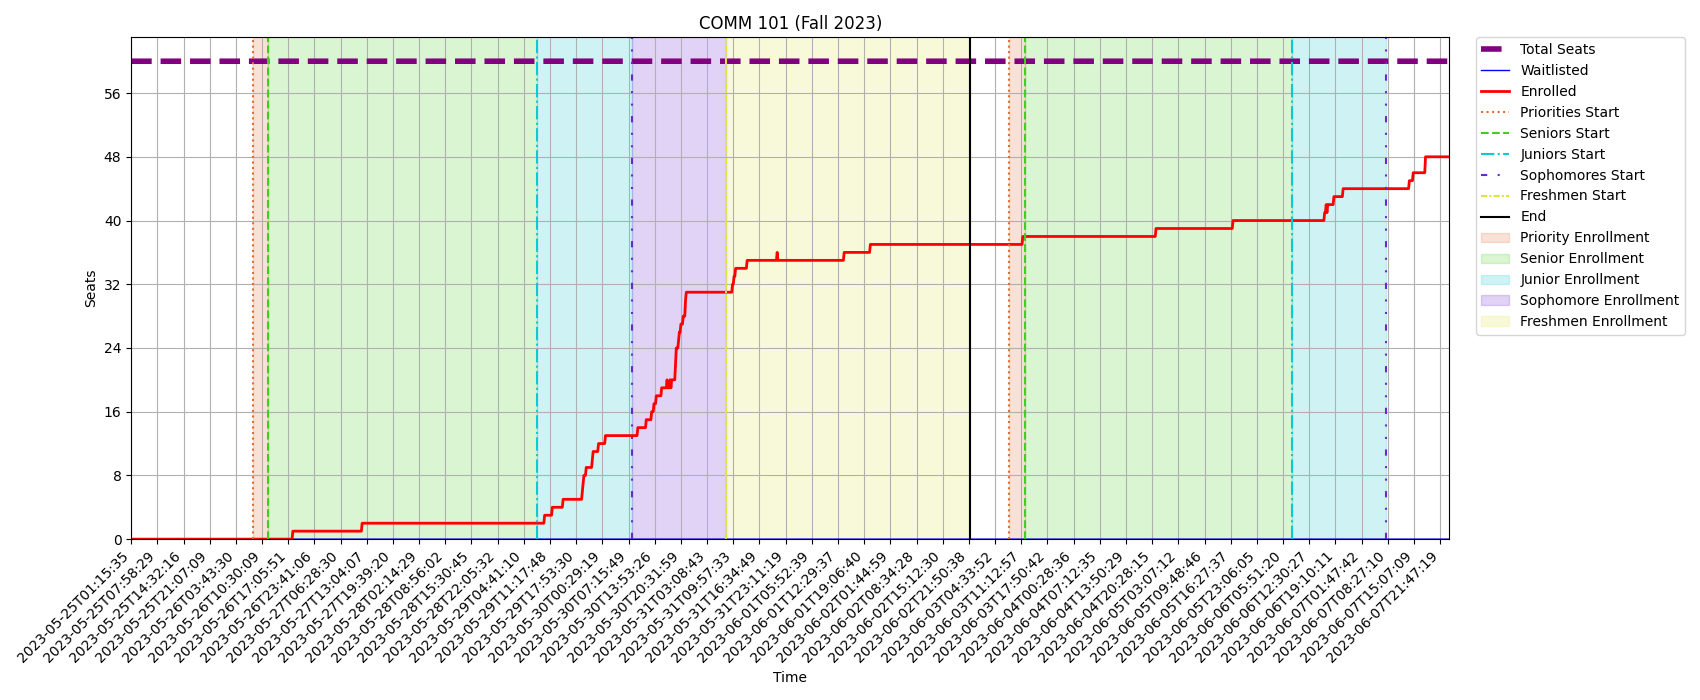 COMM 101 (Fall 2023)
Seats
56
48
40
32
24
16
8
0
2023-05-25T01:15:35
2023-05-25T07:58:29
2023-05-25T14:32:16
2023-05-25T21:07:09
2023-05-26T03:43:30
2023-05-26T10:30:09
2023-05-26T17:05:51
2023-05-26T23:41:06
2023-05-27T06:28:30
2023-05-27T13:04:07
2023-05-27T19:39:20
2023-05-28T02:14:29
2023-05-28T08:56:02
2023-05-28T15:30:45
2023-05-28T22:05:32
2023-05-29T04:41:10
2023-05-29T11:17:48
2023-05-29T17:53:30
2023-05-30T00:29:19
2023-05-30T07:15:49
2023-05-30T13:53:26
2023-05-30T20:31:59
2023-05-31T03:08:43
2023-05-31T09:57:33
2023-05-31T16:34:49
2023-05-31T23:11:19
2023-06-01T05:52:39
2023-06-01T12:29:37
2023-06-01T19:06:40
2023-06-02T01:44:59
2023-06-02T08:34:28
2023-06-02T15:12:30
2023-06-02T21:50:38
2023-06-03T04:33:52
2023-06-03T11:12:57
2023-06-03T17:50:42
2023-06-04T00:28:36
2023-06-04T07:12:35
2023-06-04T13:50:29
2023-06-04T20:28:15
2023-06-05T03:07:12
2023-06-05T09:48:46
2023-06-05T16:27:37
2023-06-05T23:06:05
2023-06-06T05:51:20
2023-06-06T12:30:27
2023-06-06T19:10:11
2023-06-07T01:47:42
2023-06-07T08:27:10
2023-06-07T15:07:09
2023-06-07T21:47:19
Time
Total Seats
Waitlisted
Enrolled
Priorities Start
Seniors Start
Juniors Start
Sophomores Start
Freshmen Start
End
Priority Enrollment
Senior Enrollment
Junior Enrollment
Sophomore Enrollment
Freshmen Enrollment